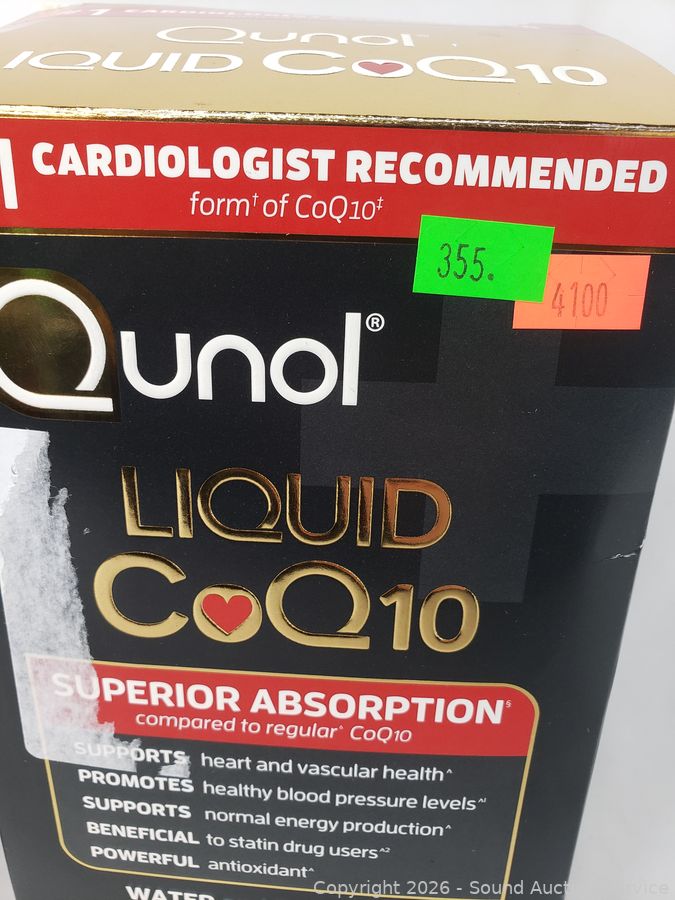 Qunol
LIQUID CoQ10
CARDIOLOGIST RECOMMENDED
form† of CoQ10‡
355.
4100
Qunol®
LIQUID
CoQ10
SUPERIOR ABSORPTION§
compared to regular^ CoQ10
SUPPORTS heart and vascular health^
PROMOTES healthy blood pressure levels^1
SUPPORTS normal energy production^
BENEFICIAL to statin drug users^2
POWERFUL antioxidant^
WATER
Copyright 2026 - Sound Auction Service